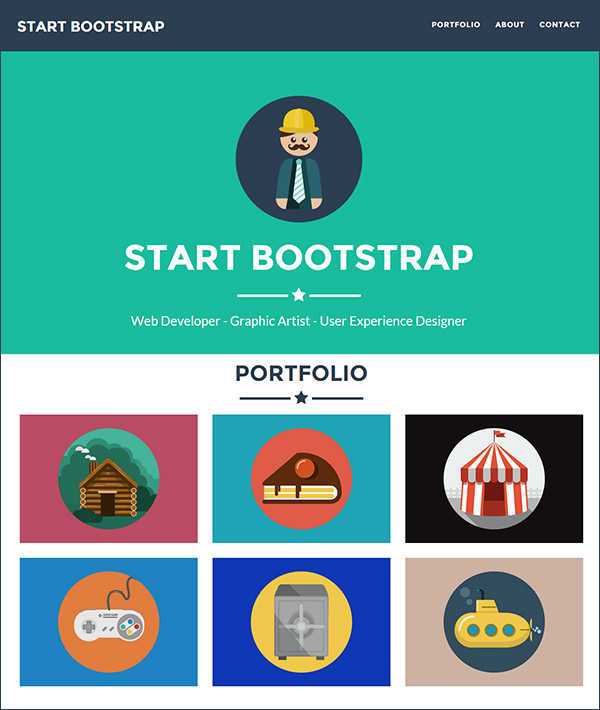 START BOOTSTRAP
PORTFOLIO ABOUT CONTACT
START BOOTSTRAP
Web Developer - Graphic Artist - User Experience Designer
PORTFOLIO